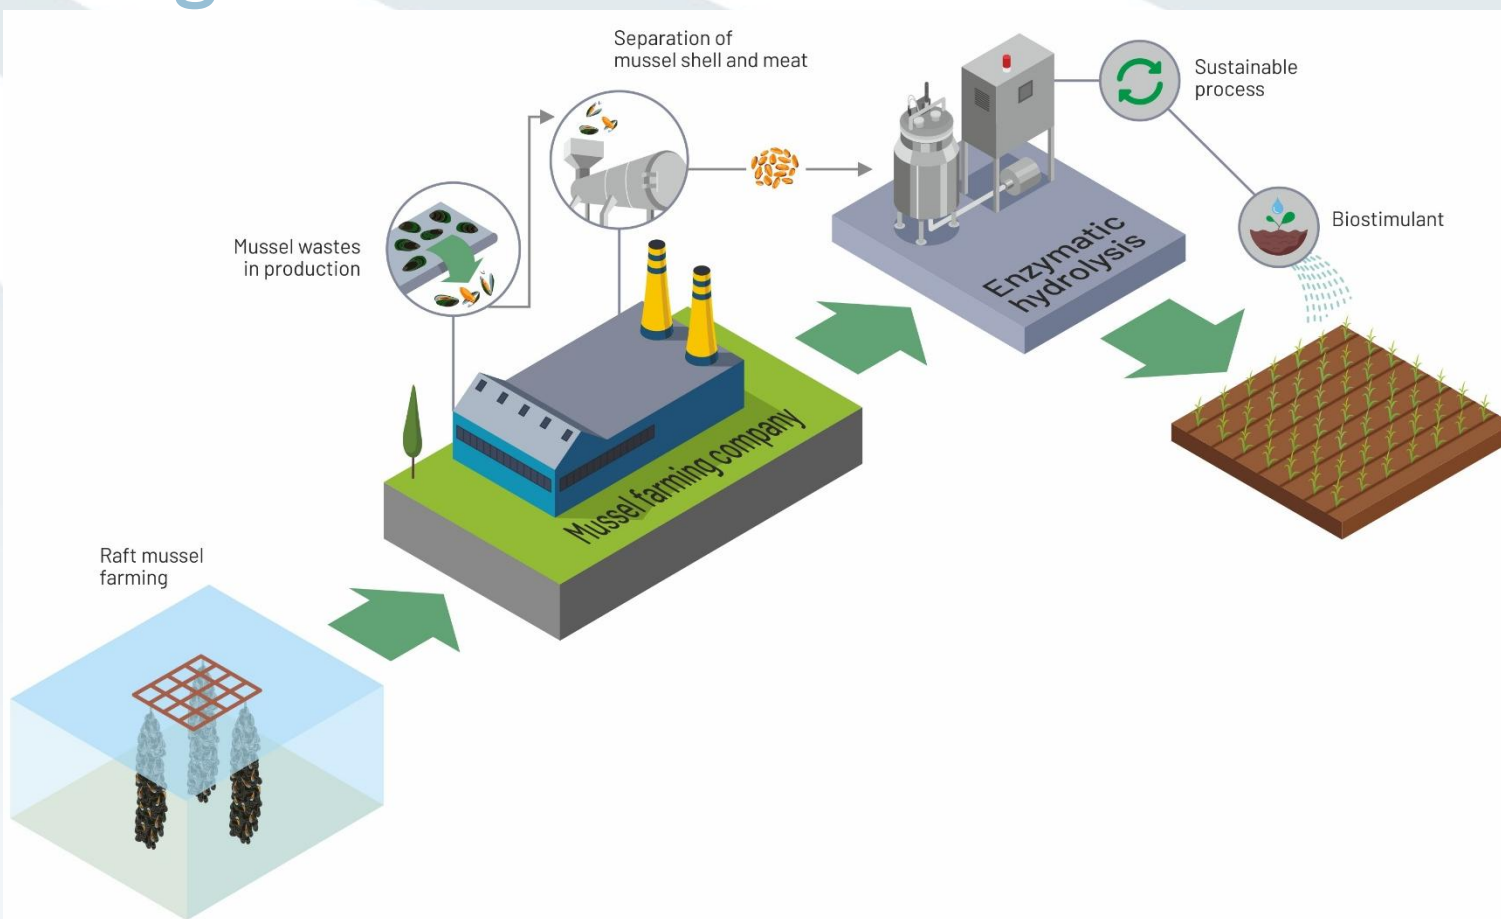 Separation of
mussel shell and meat
Sustainable
process
Mussel wastes
in production
Biostimulant
Enzymatic
hydrolysis
Mussel farming company
Raft mussel
farming